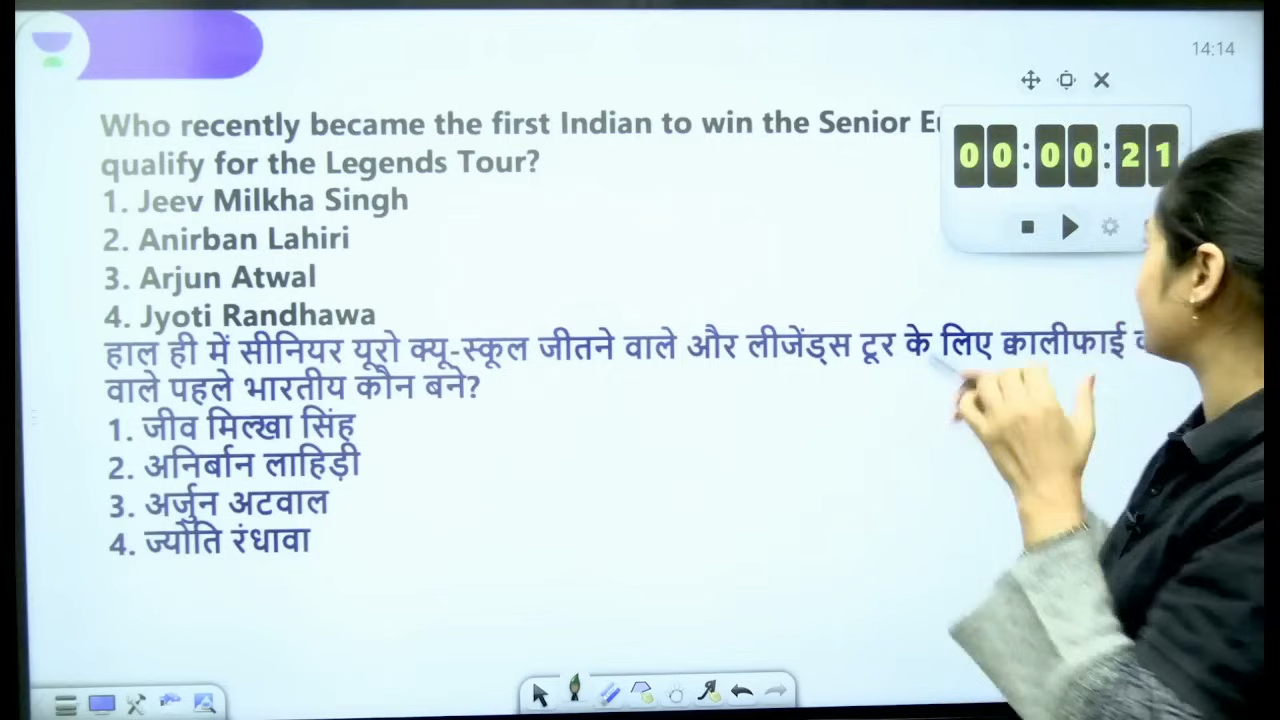 14:14
Who recently became the first Indian to win the Senior
qualify for the Legends Tour?
1. Jeev Milkha Singh
2. Anirban Lahiri
3. Arjun Atwal
4. Jyoti Randhawa
हाल ही में सीनियर यूरो क्यू-स्कूल जीतने वाले और लीजेंड्स टूर के लिए क्वालीफाई
वाले पहले भारतीय कौन बने?
1. जीव मिल्खा सिंह
2. अनिर्बान लाहिड़ी
3. अर्जुन अटवाल
4. ज्योति रंधावा
00:00:21